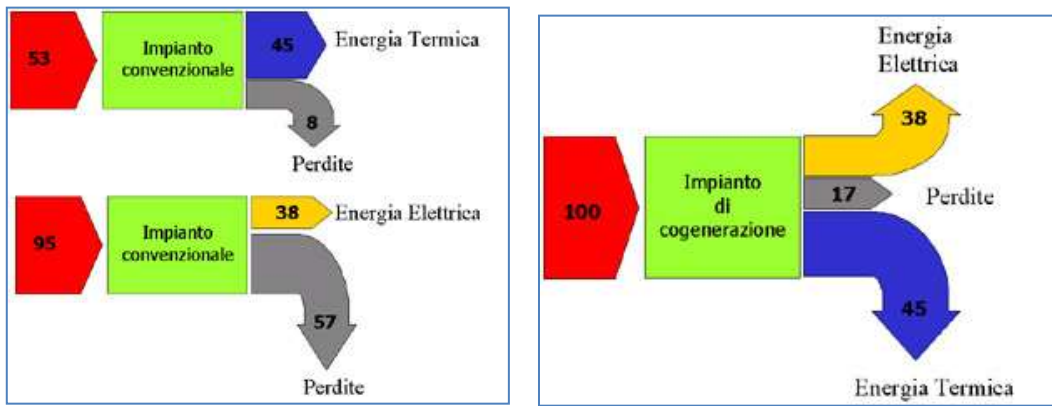 53
Impianto
convenzionale
45
Energia Termica
8
Perdite
95
Impianto
convenzionale
38
Energia Elettrica
57
Perdite
Energia
Elettrica
38
100
Impianto
di
cogenerazione
17
Perdite
45
Energia Termica